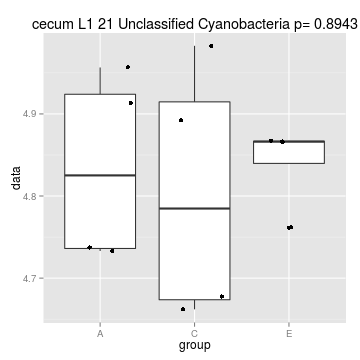 cecum L1 21 Unclassified Cyanobacteria p= 0.8943
4.9
4.8
4.7
data
A C E
group